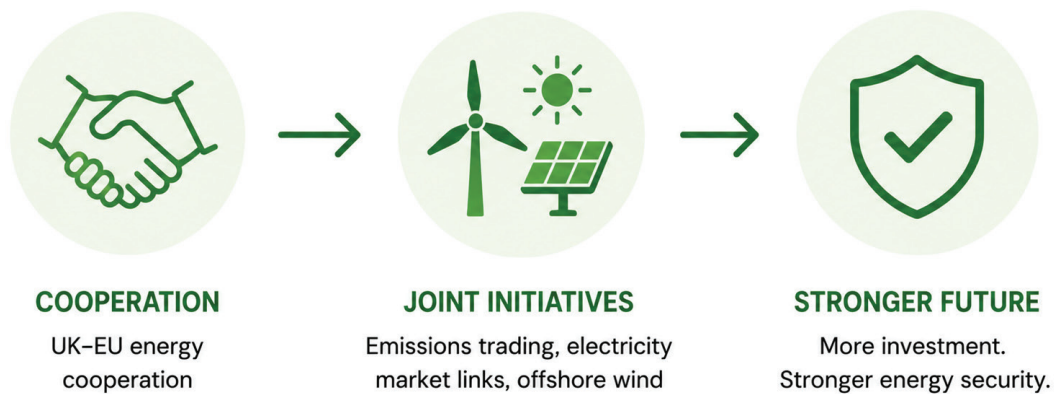 COOPERATION
UK–EU energy
cooperation
JOINT INITIATIVES
Emissions trading, electricity
market links, offshore wind
STRONGER FUTURE
More investment.
Stronger energy security.